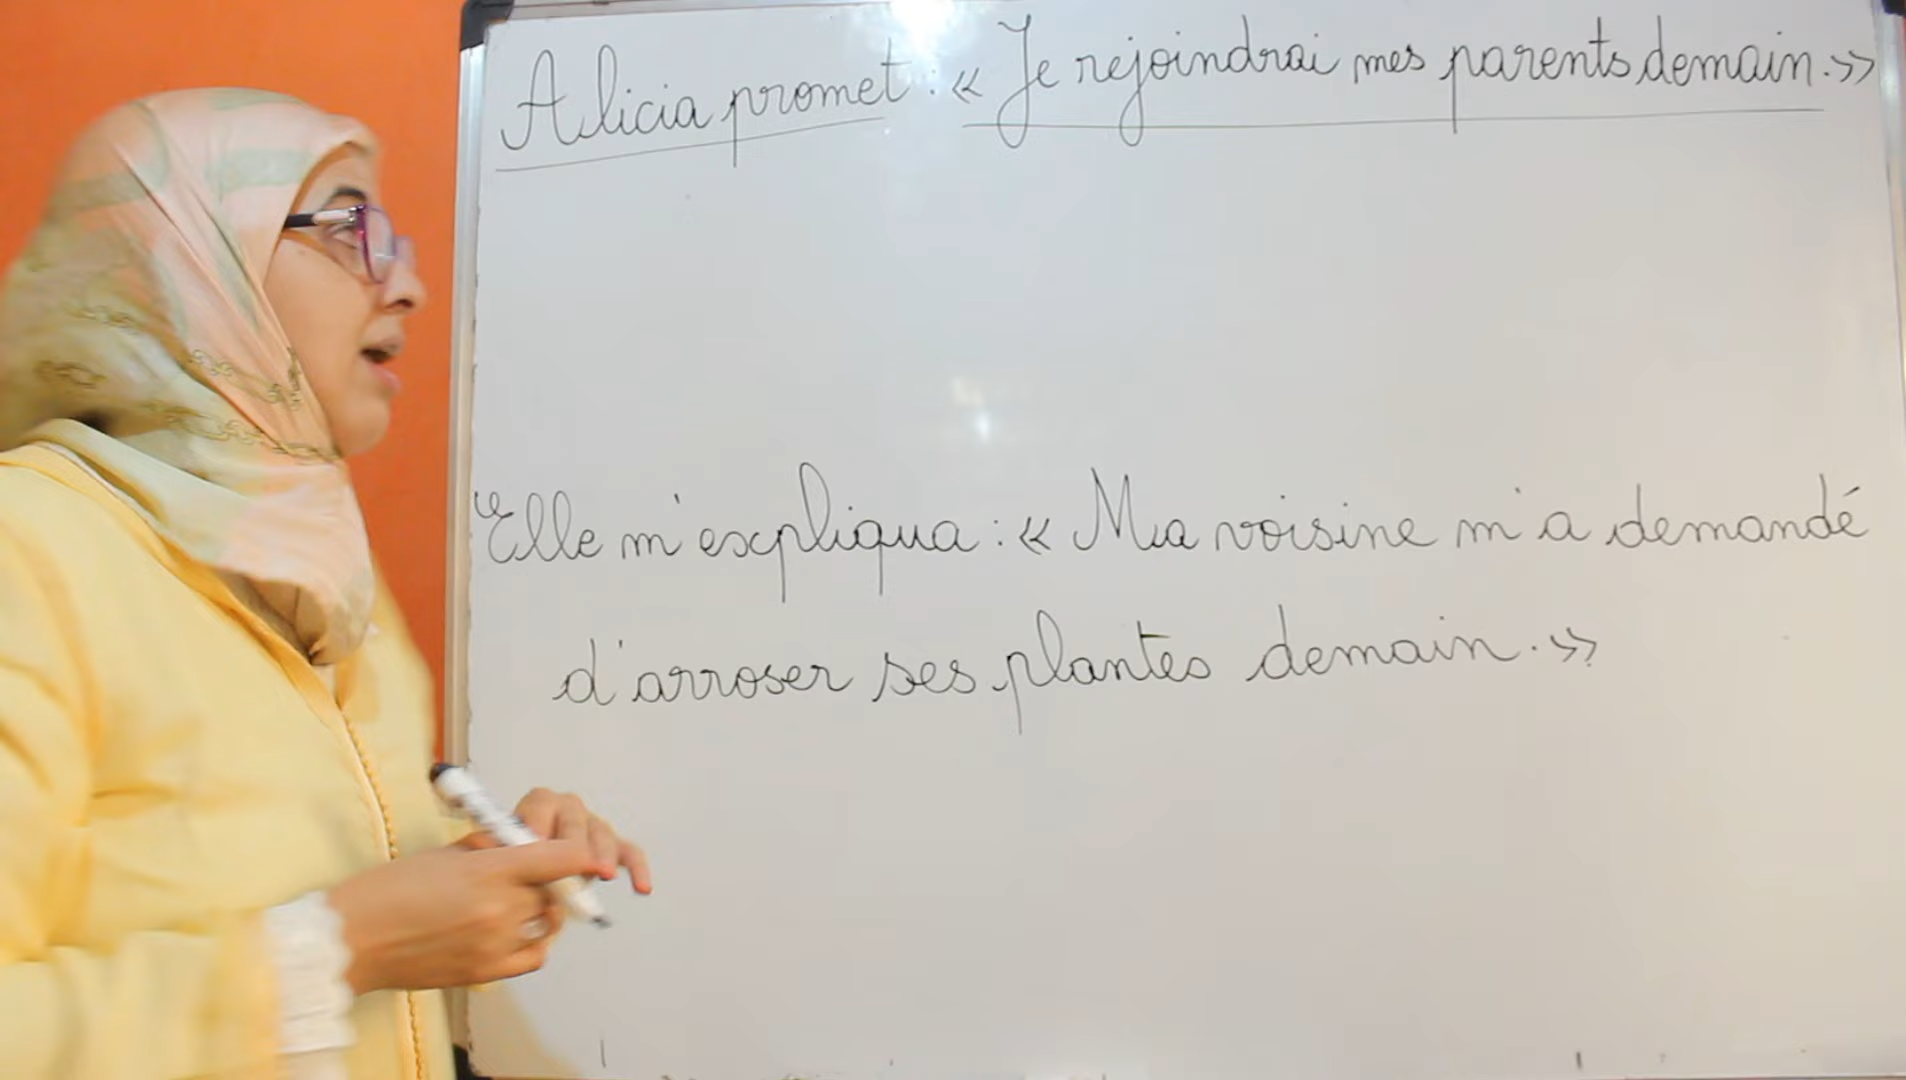 Alicia promet : « Je rejoindrai mes parents demain. »
Elle m'expliqua : « Ma voisine m'a demandé
d'arroser ses plantes demain. »